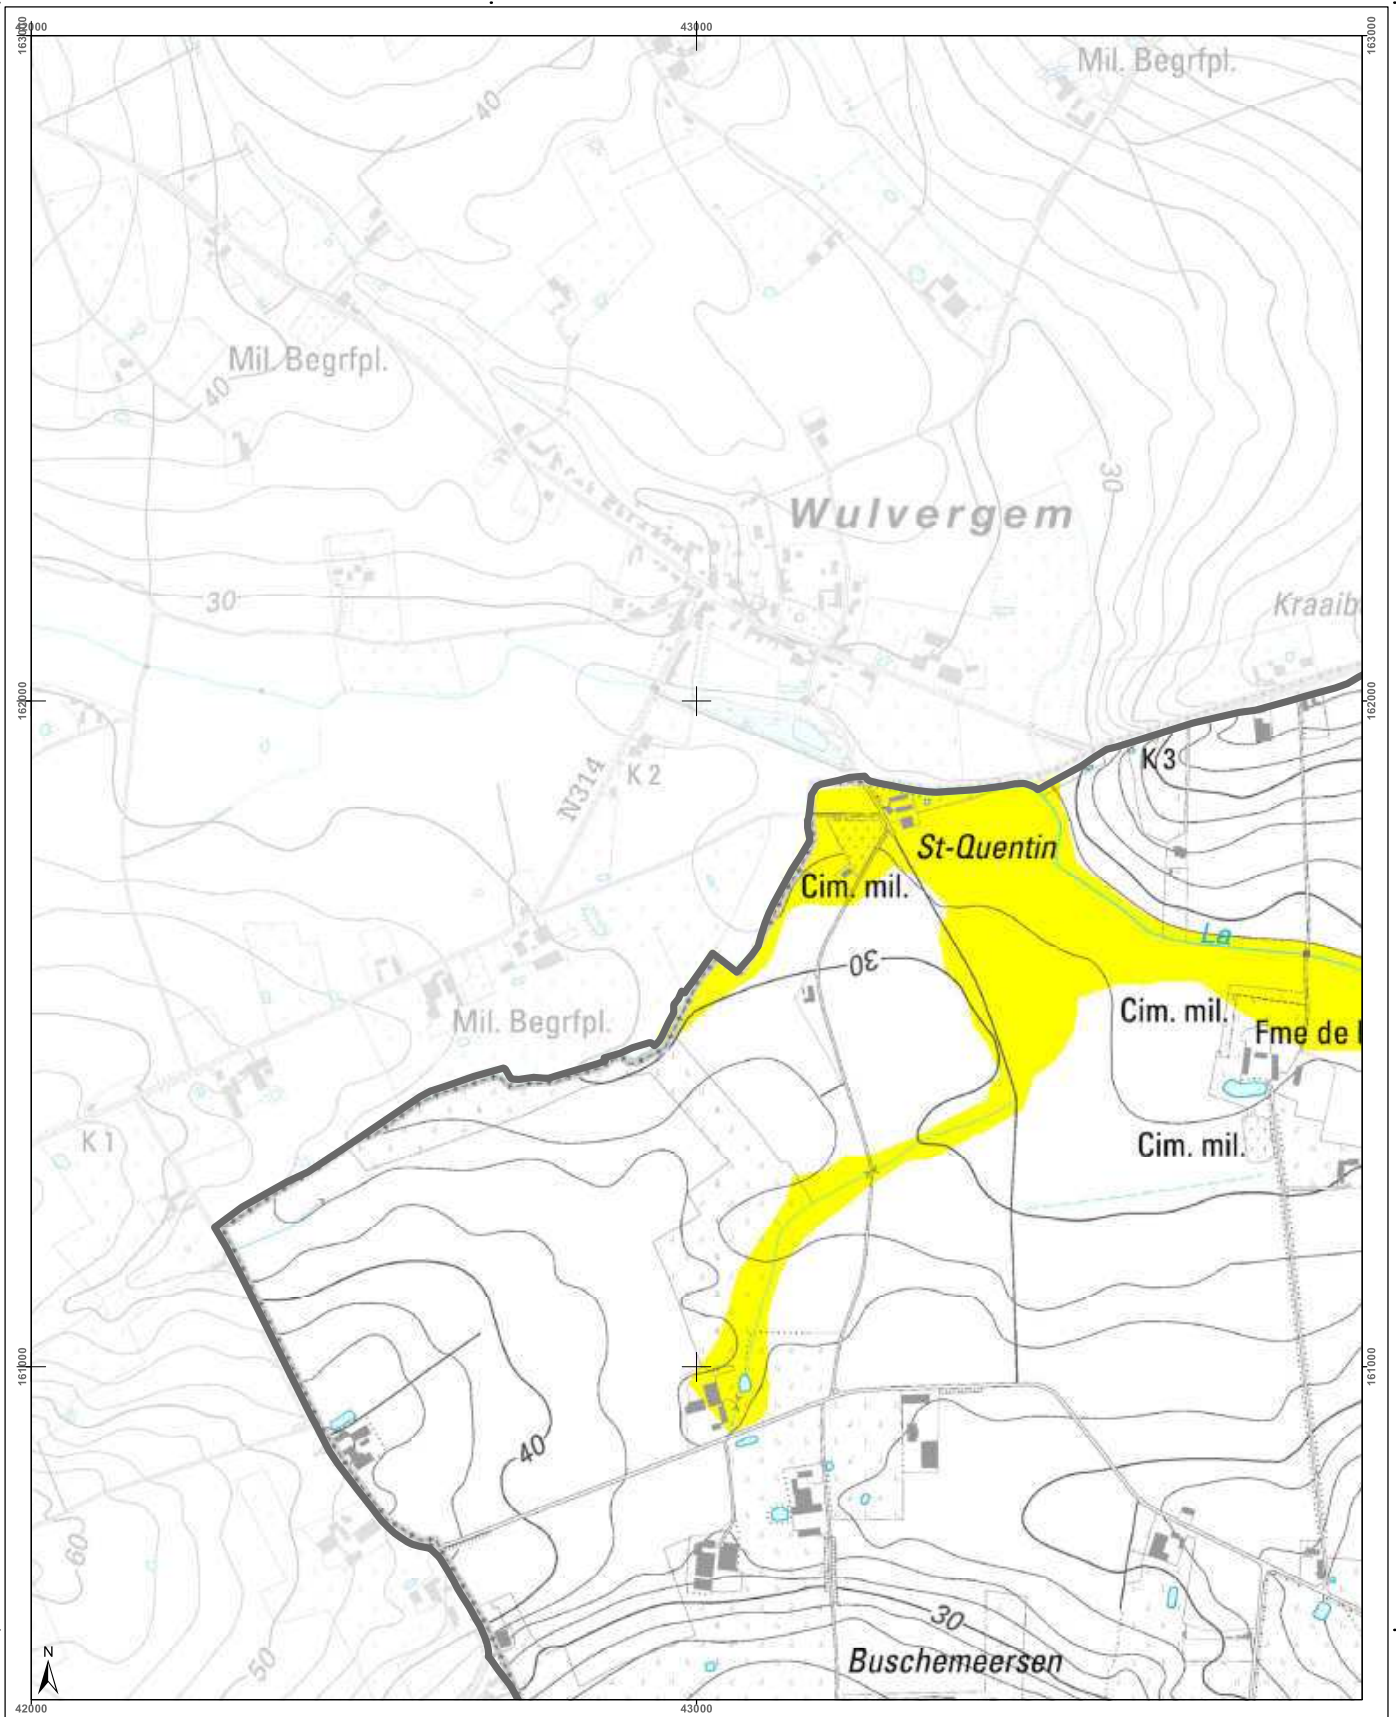 42000
43000
163000
163000
Mil. Begrfpl.
40
Mil. Begrfpl.
40
30
Wulvergem
30
Kraaib
162000
162000
N314
K 2
K 3
St-Quentin
Cim. mil.
La
30
Mil. Begrfpl.
Cim. mil.
Fme de
K 1
Cim. mil.
161000
161000
40
60
50
30
Buschemeersen
N
42000
43000